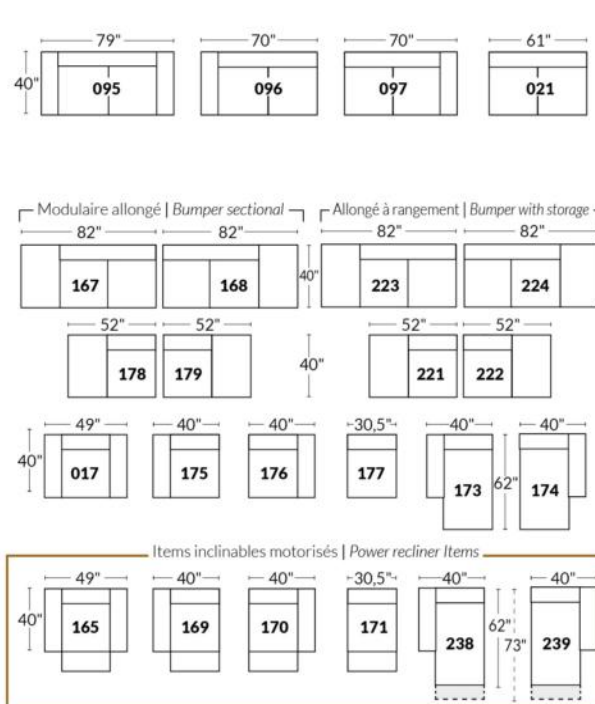 79" 70" 70" 61"
40" 095 096 097 021
Modulaire allongé | Bumper sectional Allongé à rangement | Bumper with storage
82" 82" 82" 82"
167 168 40" 223 224
52" 52" 52" 52"
178 179 40" 221 222
49" 40" 40" 30,5" 40" 40"
40" 017 175 176 177 173 62" 174
Items inclinables motorisés | Power recliner Items
49" 40" 40" 30,5" 40" 40"
40" 165 169 170 171 238 62" 73" 239